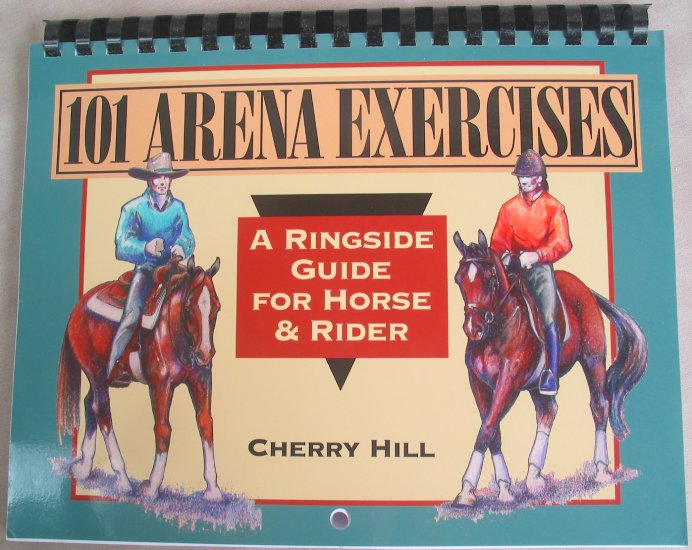 101 ARENA EXERCISES
A RINGSIDE
GUIDE
FOR HORSE
& RIDER
CHERRY HILL